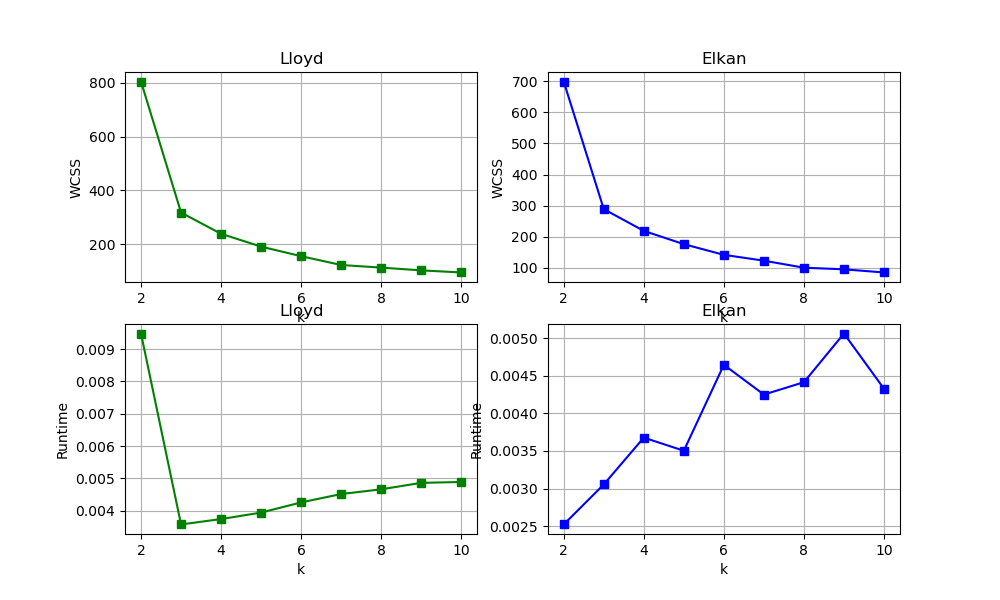 Lloyd
WCSS
800
600
400
200
2 4 6 8 10
k
Elkan
WCSS
700
600
500
400
300
200
100
2 4 6 8 10
k
Lloyd
Runtime
0.009
0.008
0.007
0.006
0.005
0.004
2 4 6 8 10
k
Elkan
Runtime
0.0050
0.0045
0.0040
0.0035
0.0030
0.0025
2 4 6 8 10
k